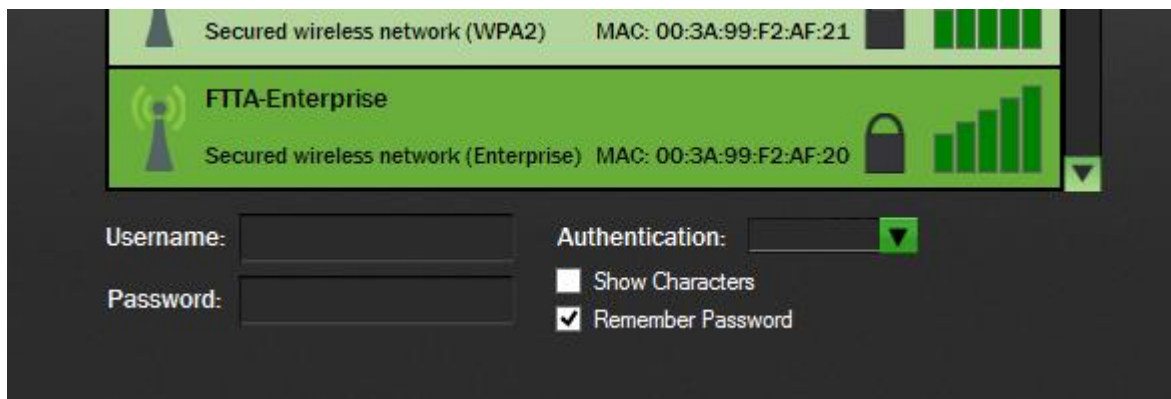 Secured wireless network (WPA2) MAC: 00:3A:99:F2:AF:21
FTTA-Enterprise
Secured wireless network (Enterprise) MAC: 00:3A:99:F2:AF:20
Username: Authentication:
Show Characters
Password:
Remember Password